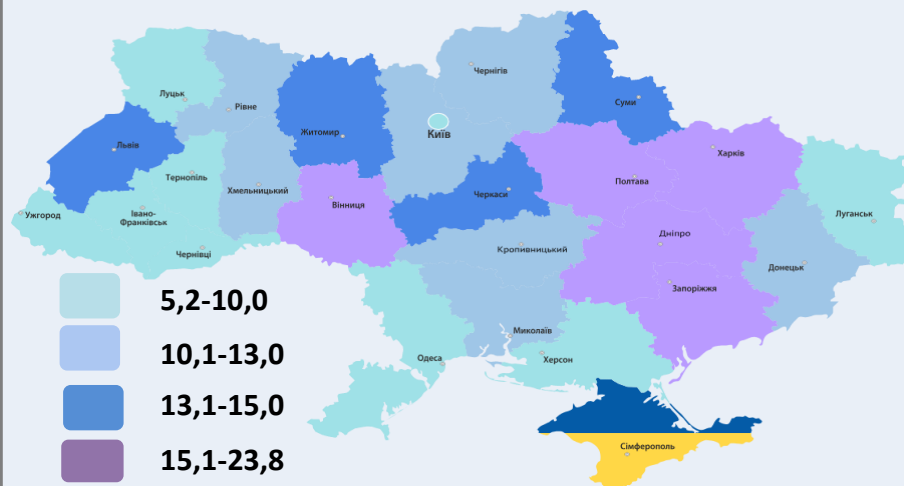 Чернігів
Луцьк
Рівне
Суми
Київ
Житомир
Львів
Харків
Тернопіль
Полтава
Хмельницький
Черкаси
Вінниця
Ужгород
Івано-
Франківськ
Луганськ
Дніпро
Чернівці
Кропивницький
Донецьк
Запоріжжя
Миколаїв
Одеса
Херсон
Сімферополь
5,2-10,0
10,1-13,0
13,1-15,0
15,1-23,8